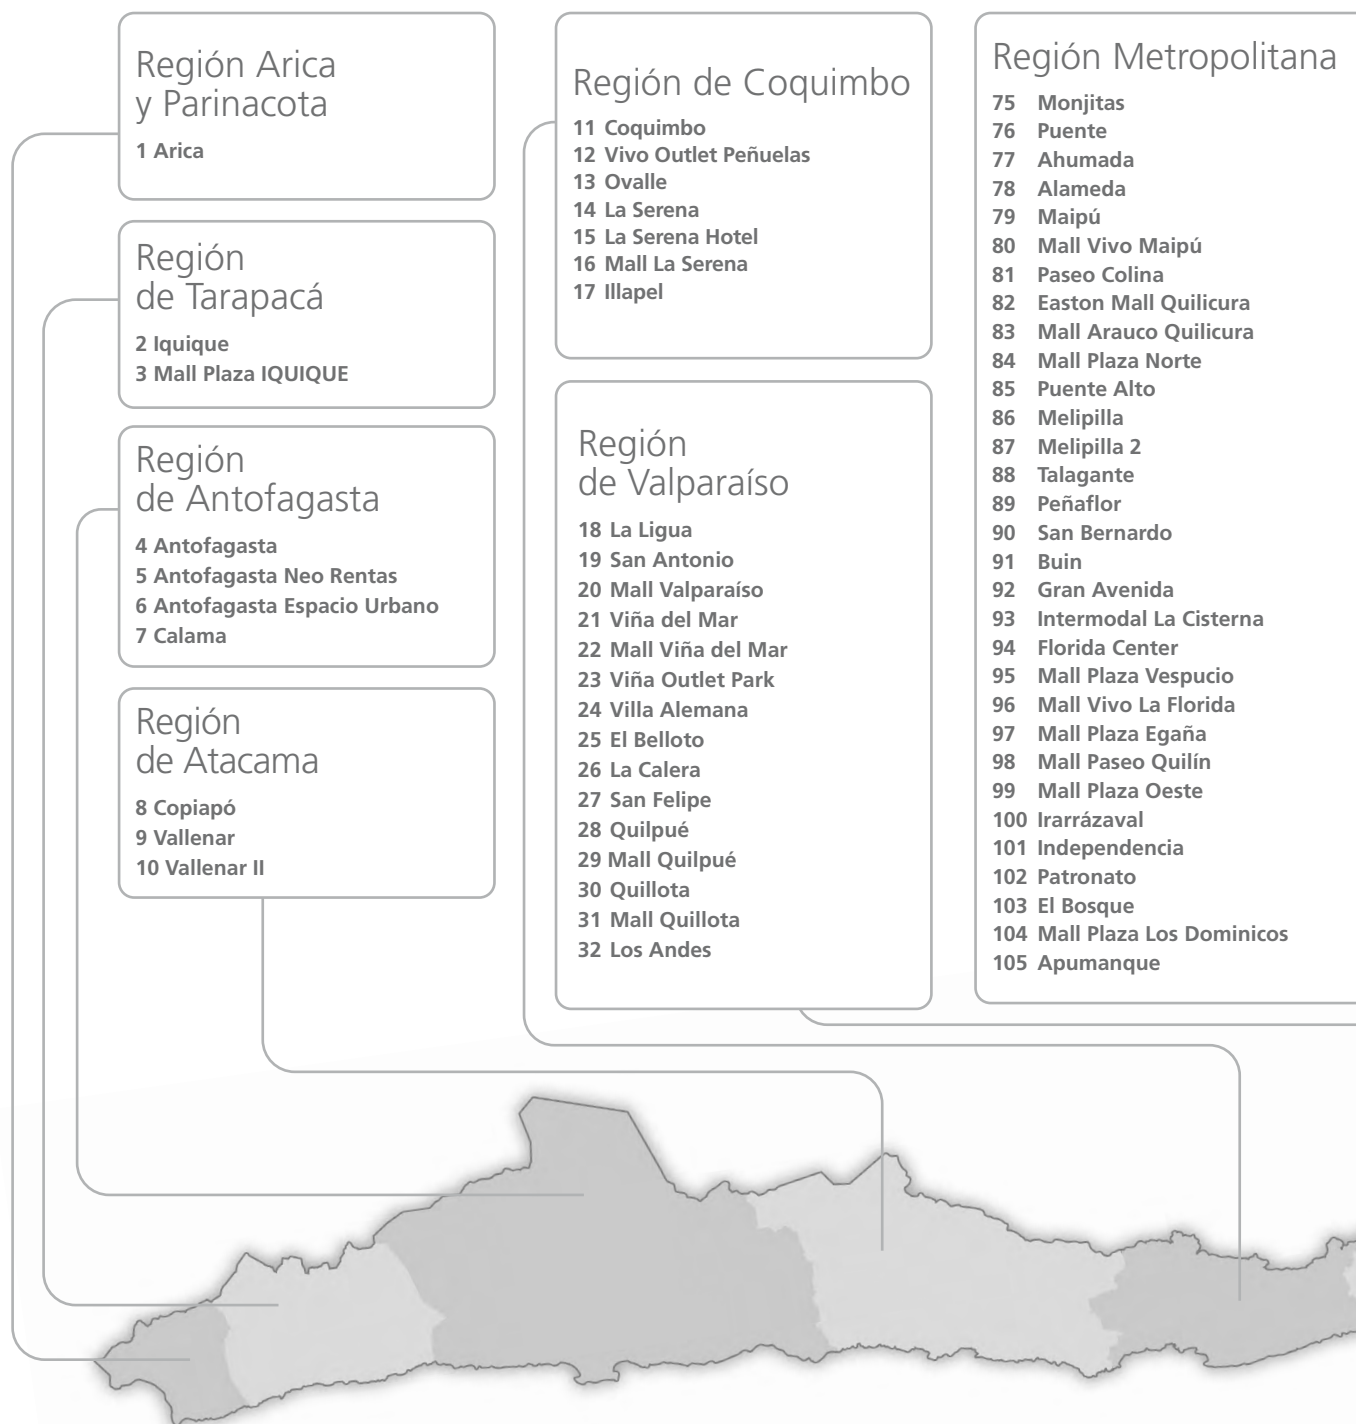 Región Arica
y Parinacota
1 Arica
Región
de Tarapacá
2 Iquique
3 Mall Plaza IQUIQUE
Región
de Antofagasta
4 Antofagasta
5 Antofagasta Neo Rentas
6 Antofagasta Espacio Urbano
7 Calama
Región
de Atacama
8 Copiapó
9 Vallenar
10 Vallenar II
Región de Coquimbo
11 Coquimbo
12 Vivo Outlet Peñuelas
13 Ovalle
14 La Serena
15 La Serena Hotel
16 Mall La Serena
17 Illapel
Región
de Valparaíso
18 La Ligua
19 San Antonio
20 Mall Valparaíso
21 Viña del Mar
22 Mall Viña del Mar
23 Viña Outlet Park
24 Villa Alemana
25 El Belloto
26 La Calera
27 San Felipe
28 Quilpué
29 Mall Quilpué
30 Quillota
31 Mall Quillota
32 Los Andes
Región Metropolitana
75 Monjitas
76 Puente
77 Ahumada
78 Alameda
79 Maipú
80 Mall Vivo Maipú
81 Paseo Colina
82 Easton Mall Quilicura
83 Mall Arauco Quilicura
84 Mall Plaza Norte
85 Puente Alto
86 Melipilla
87 Melipilla 2
88 Talagante
89 Peñaflor
90 San Bernardo
91 Buin
92 Gran Avenida
93 Intermodal La Cisterna
94 Florida Center
95 Mall Plaza Vespucio
96 Mall Vivo La Florida
97 Mall Plaza Egaña
98 Mall Paseo Quilín
99 Mall Plaza Oeste
100 Irarrázaval
101 Independencia
102 Patronato
103 El Bosque
104 Mall Plaza Los Dominicos
105 Apumanque